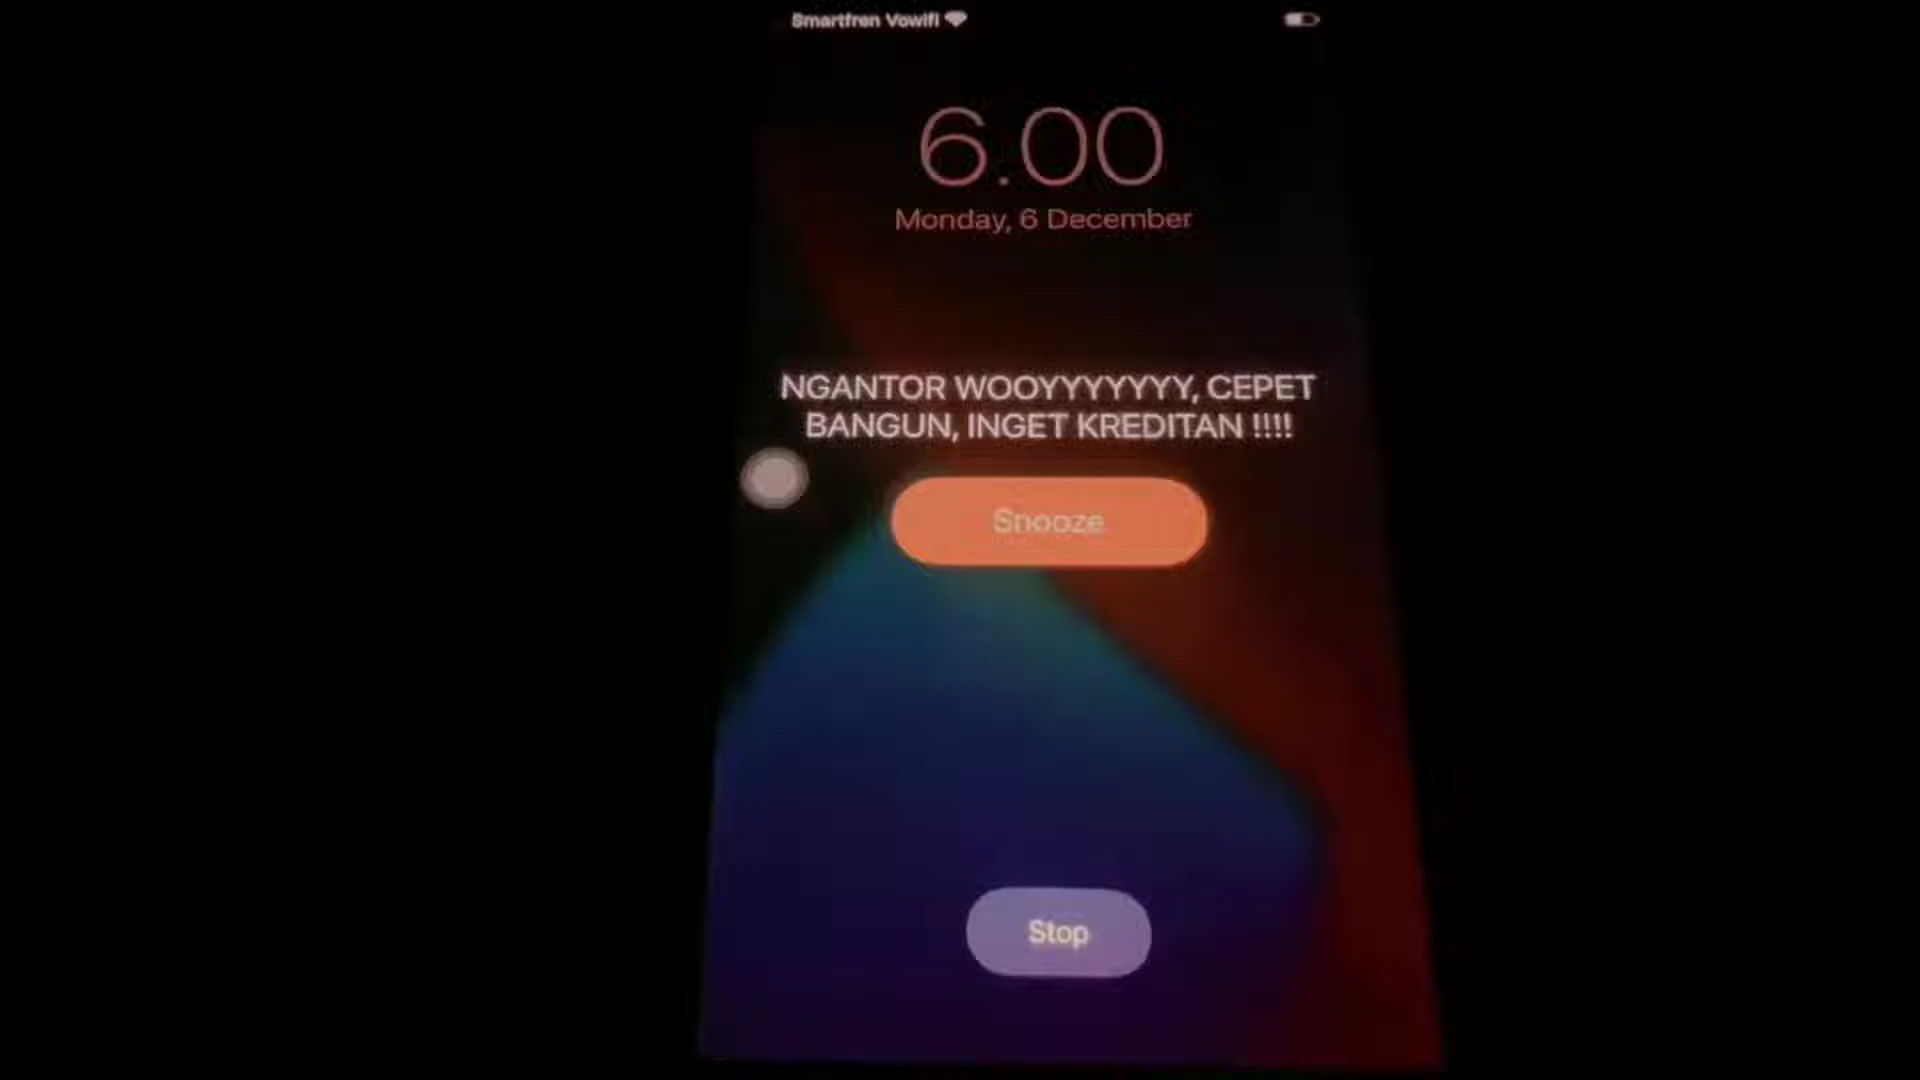 Smartfren Vowifi
6.00
Monday, 6 December
NGANTOR WOOYYYYYYY, CEPET
BANGUN, INGET KREDITAN !!!!
Snooze
Stop